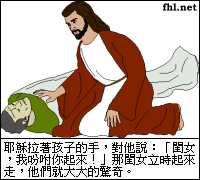 fhl.net
耶穌拉著孩子的手，對他說：「閨女
，我吩咐你起來！」那閨女立時起來
走，他們就大大的驚奇。